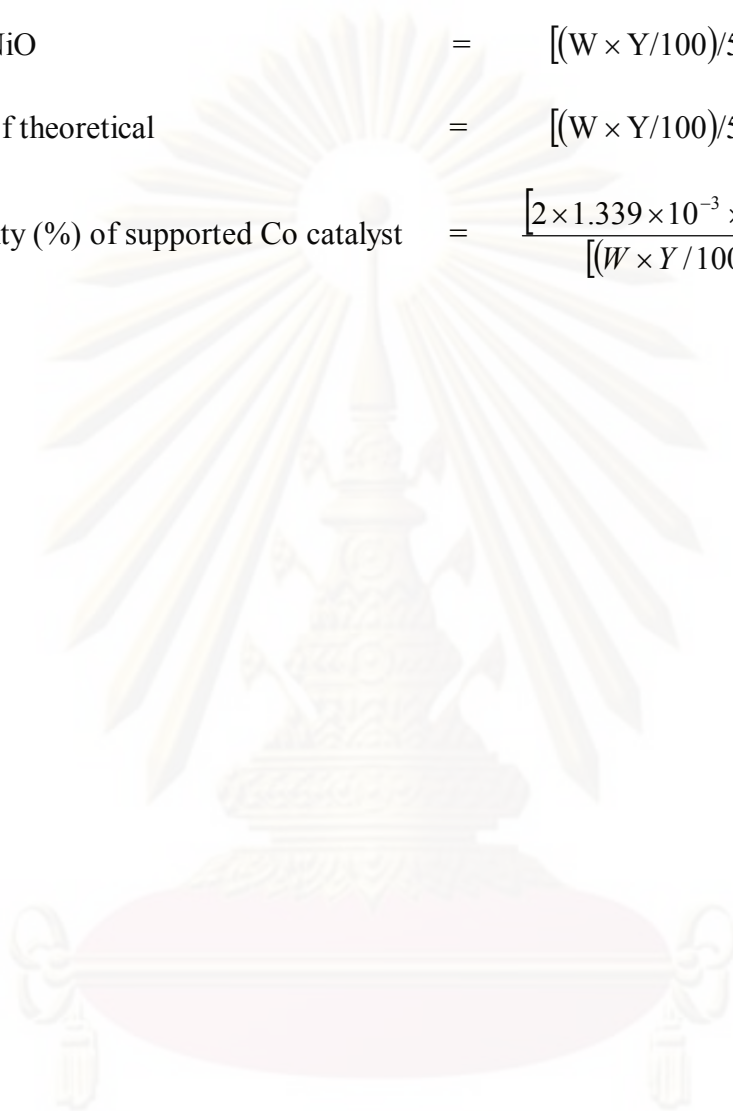 NiO = [(W × Y/100)/5
f theoretical = [(W × Y/100)/5
ty (%) of supported Co catalyst = [2×1.339×10⁻³ ×
[(W × Y / 100